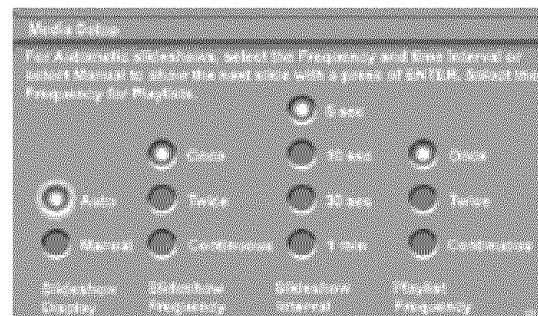 Media Setup
For Automatic slideshows, select the Frequency and time interval or
select Manual to show the next slide with a press of ENTER. Select the
Frequency for Playlists.
5 sec
Once 10 sec Once
Auto Twice 30 sec Twice
Manual Continuous 1 min Continuous
Slideshow Slideshow Slideshow Playlist
Display Frequency Interval Frequency